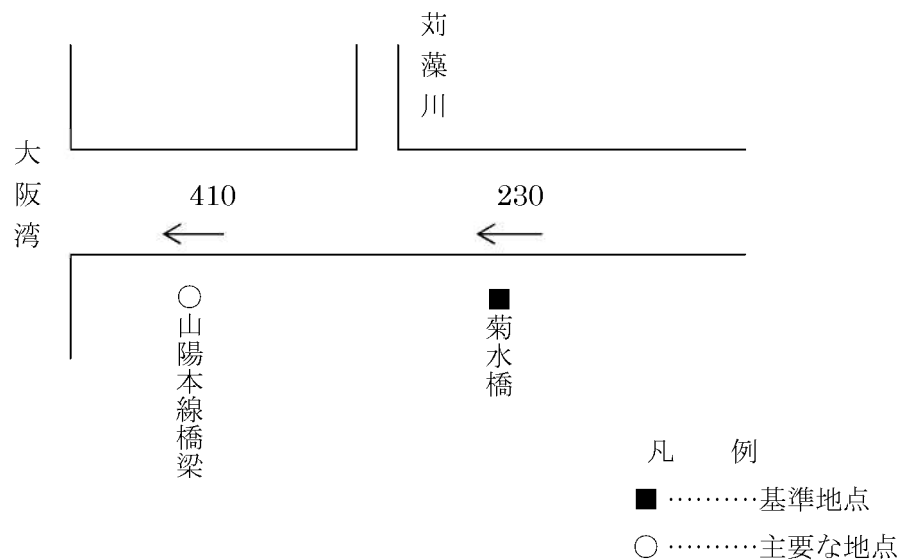 苅藻川
大阪湾
410
230
山陽本線橋梁
菊水橋
凡 例
■ ‥‥‥‥‥基準地点
○ ‥‥‥‥‥主要な地点